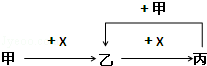 + 甲
甲 + X 乙 + X 丙